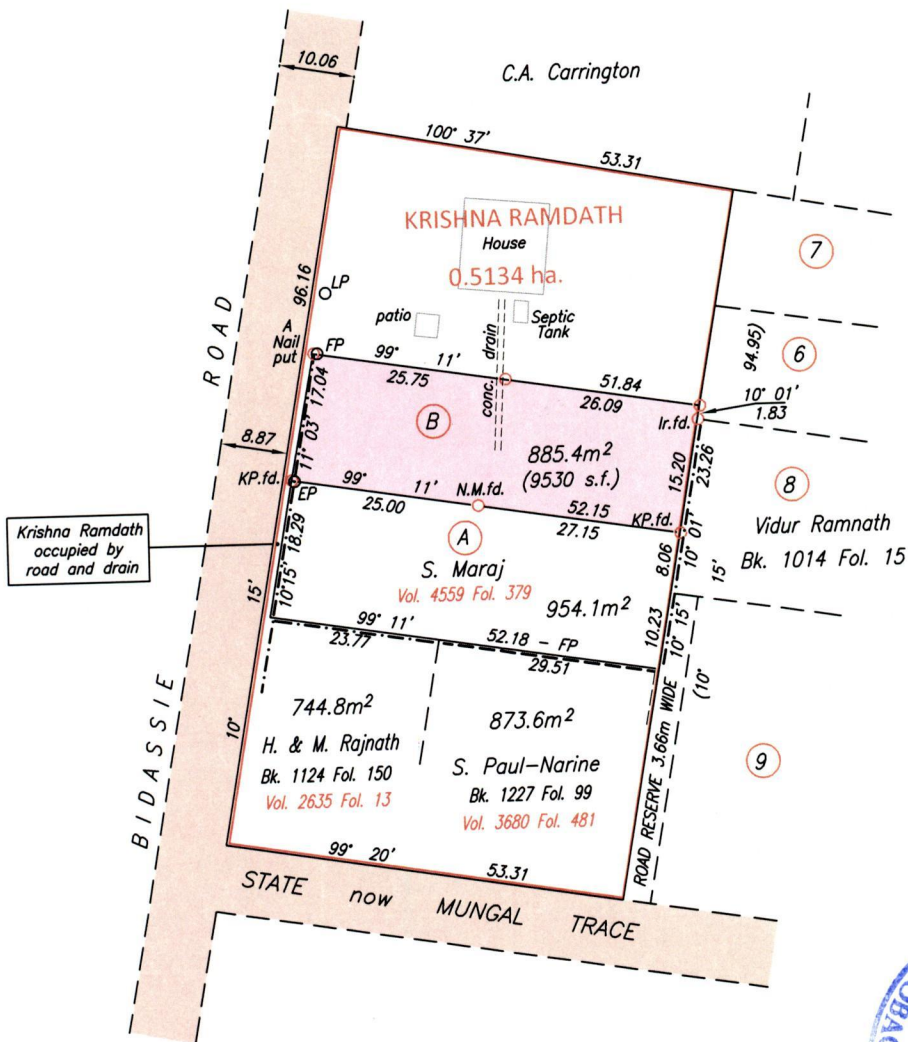 10.06
C.A. Carrington
100° 37'
53.31
KRISHNA RAMDATH
House
0.5134 ha.
7
96.16
LP
patio
Septic
Tank
drain
conc.
A
Nail
put
FP
ROAD
6
94.95)
99° 11'
25.75
51.84
26.09
10° 01'
1.83
Ir.fd.
17.04
11° 03'
B
885.4m²
(9530 s.f.)
15.20
23.26
8.87
KP.fd.
EP
99° 11'
25.00
N.M.fd.
52.15
27.15
KP.fd.
8
Vidur Ramnath
Bk. 1014 Fol. 15
Krishna Ramdath
occupied by
road and drain
18.29
10°15'
15'
A
S. Maraj
Vol. 4559 Fol. 379
954.1m²
8.06
10° 01'
10.23
10° 15'
15'
(10°
99° 11'
23.77
52.18 - FP
29.51
744.8m²
H. & M. Rajnath
Bk. 1124 Fol. 150
Vol. 2635 Fol. 13
873.6m²
S. Paul-Narine
Bk. 1227 Fol. 99
Vol. 3680 Fol. 481
ROAD RESERVE 3.66m WIDE
9
10°
BIDASSIE
99° 20'
53.31
STATE now MUNGAL TRACE
OBAG